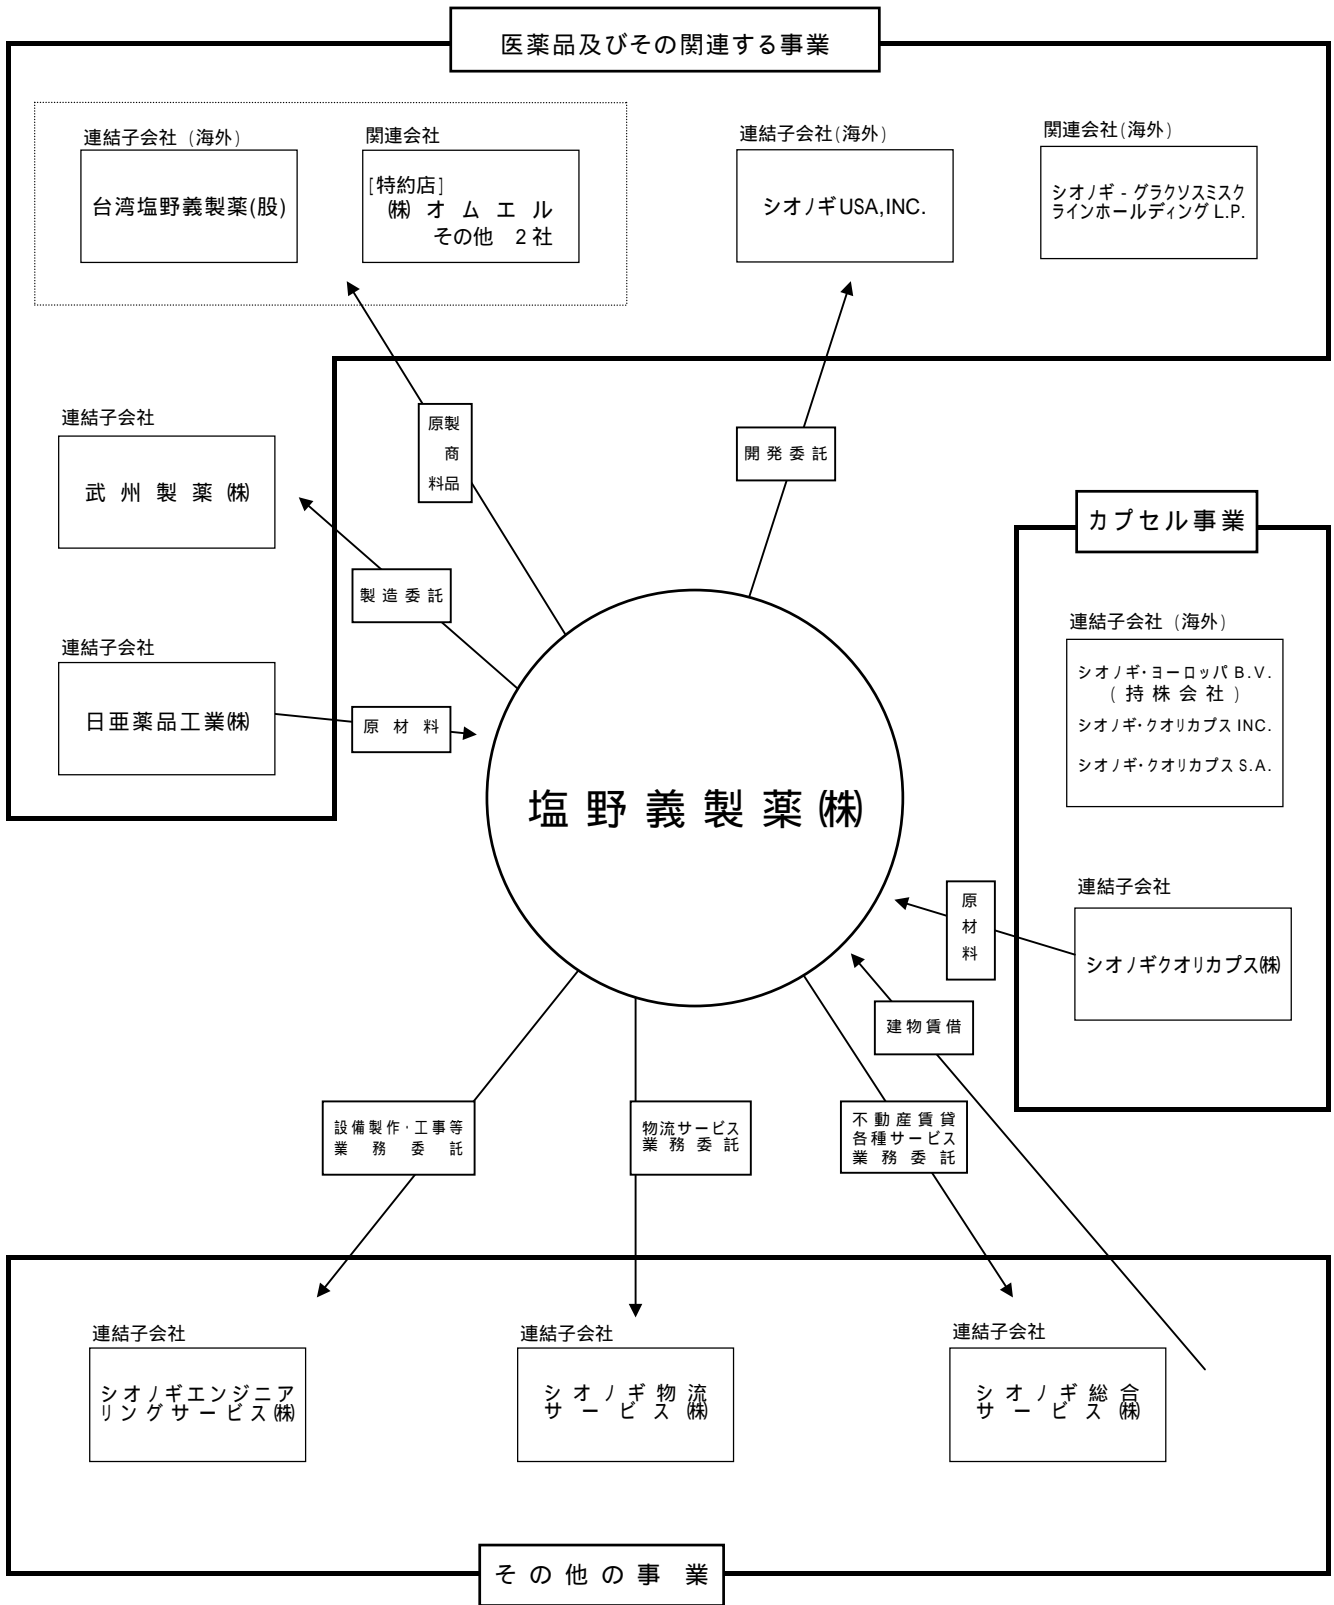 医薬品及びその関連する事業
連結子会社 (海外)
台湾塩野義製薬(股)
関連会社
[特約店]
㈱ オ ム エ ル
その他 2 社
連結子会社(海外)
シオノギUSA,INC.
関連会社(海外)
シオノギ - グラクソスミスク
ラインホールディング L.P.
連結子会社
武 州 製 薬 ㈱
原製
商
料品
開 発 委 託
製 造 委 託
連結子会社
日亜薬品工業㈱
原 材 料
塩 野 義 製 薬 ㈱
カプセル事業
連結子会社 (海外)
シオノギ・ヨーロッパ B.V.
( 持 株 会 社 )
シオノギ・クオリカプス INC.
シオノギ・クオリカプス S.A.
連結子会社
シオノギクオリカプス㈱
原
材
料
建物賃借
設備製作・工事等
業 務 委 託
物流サービス
業 務 委 託
不 動 産 賃 貸
各種サービス
業 務 委 託
連結子会社
シオノギエンジニア
リングサービス㈱
連結子会社
シ オ ノ ギ 物 流
サ ー ビ ス ㈱
連結子会社
シ オ ノ ギ 総 合
サ ー ビ ス ㈱
そ の 他 の 事 業